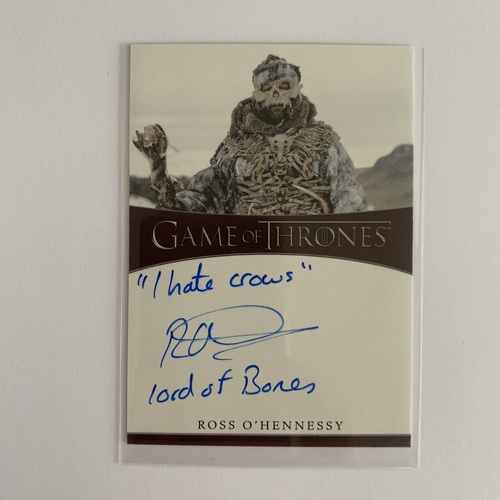 GAME OF THRONES
"I hate crows"
lord of Bones
ROSS O'HENNESSY